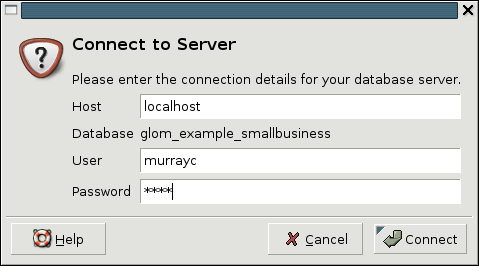 Connect to Server
Please enter the connection details for your database server.
Host localhost
Database glom_example_smallbusiness
User murrayc
Password ****
Help Cancel Connect